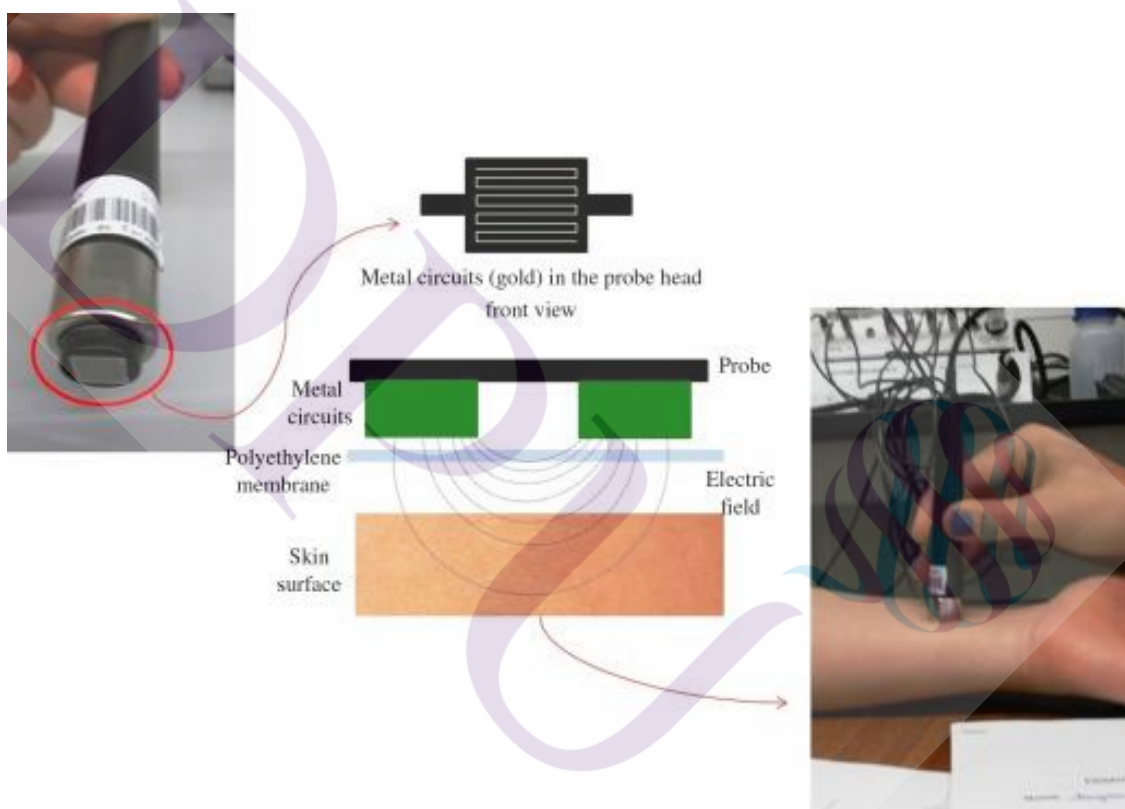 Metal circuits (gold) in the probe head
front view
Probe
Metal
circuits
Polyethylene
membrane
Electric
field
Skin
surface